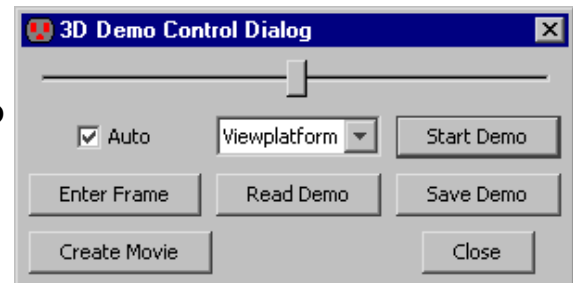 3D Demo Control Dialog
Auto Viewplatform Start Demo
Enter Frame Read Demo Save Demo
Create Movie Close